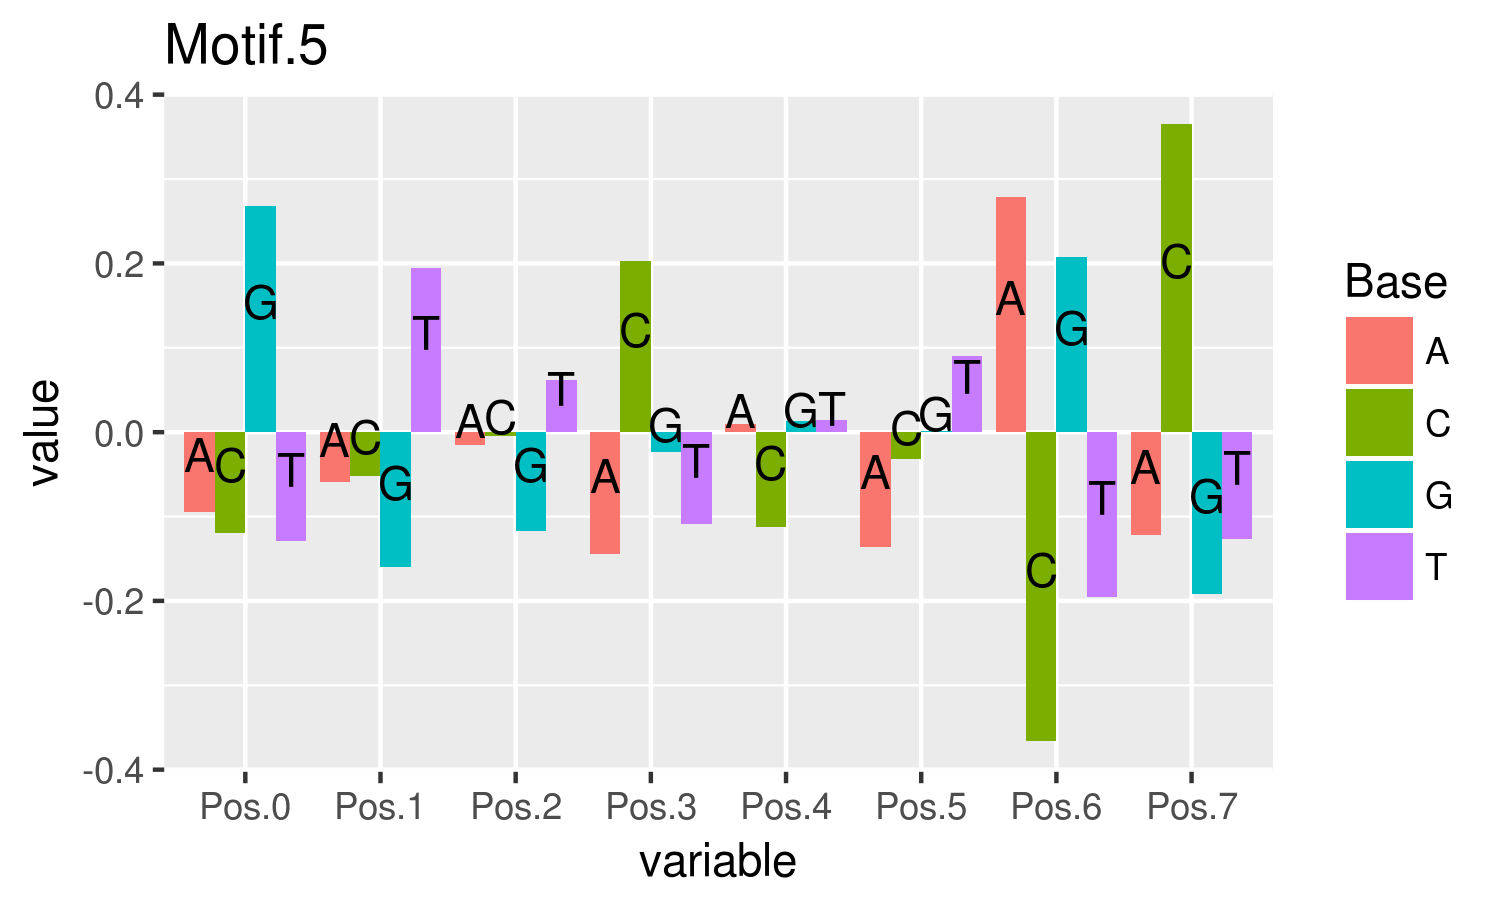 Motif.5
0.4
0.2
0.0
-0.2
-0.4
value
A C G T
A C G T
A C G T
A C G T
A C G T
A C G T
A C G T
A C G T
Pos.0 Pos.1 Pos.2 Pos.3 Pos.4 Pos.5 Pos.6 Pos.7
variable
Base
A
C
G
T